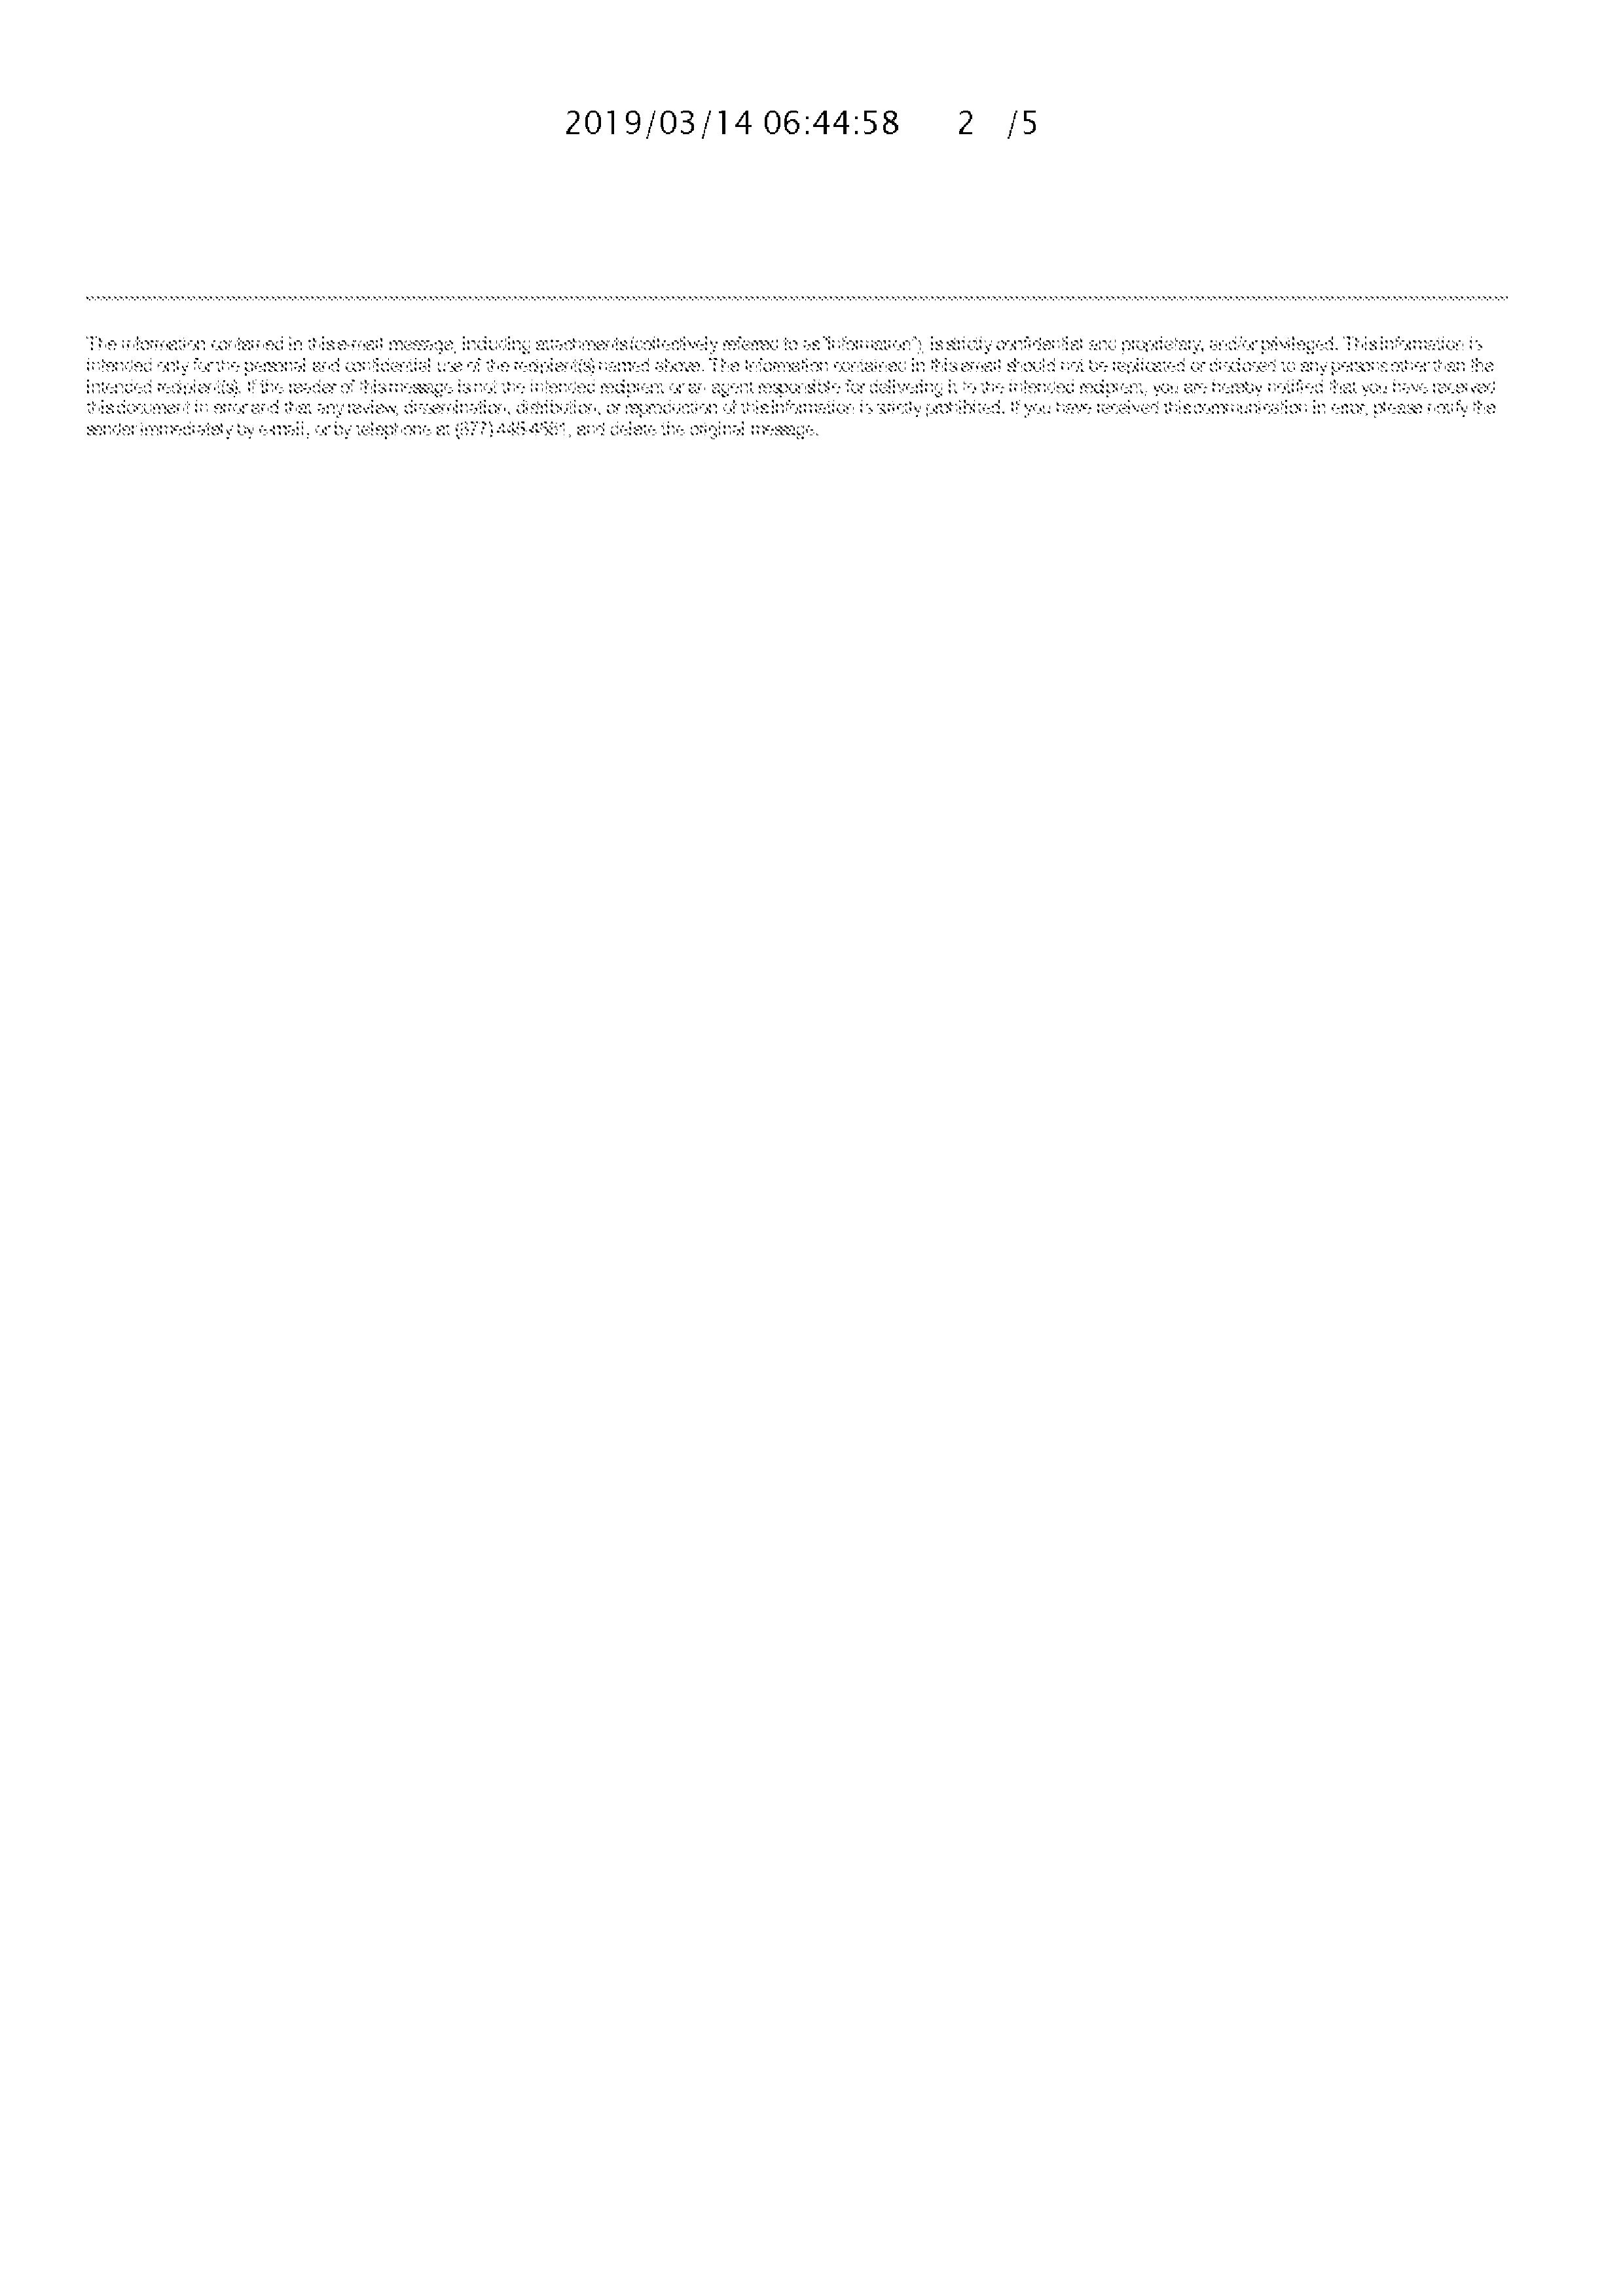 2019/03/14 06:44:58 2 /5
The information contained in this e-mail message, including attachments (collectively referred to as "Information"), is strictly confidential and proprietary, and/or privileged. This Information is
intended only for the personal and confidential use of the recipient(s) named above. The Information contained in this email should not be replicated or disclosed to any persons other than the
intended recipient(s). If the reader of this message is not the intended recipient or an agent responsible for delivering it to the intended recipient, you are hereby notified that you have received
this document in error and that any review, dissemination, distribution, or reproduction of this Information is strictly prohibited. If you have received this communication in error, please notify the
sender immediately by e-mail, or by telephone at (877) and delete the original message.